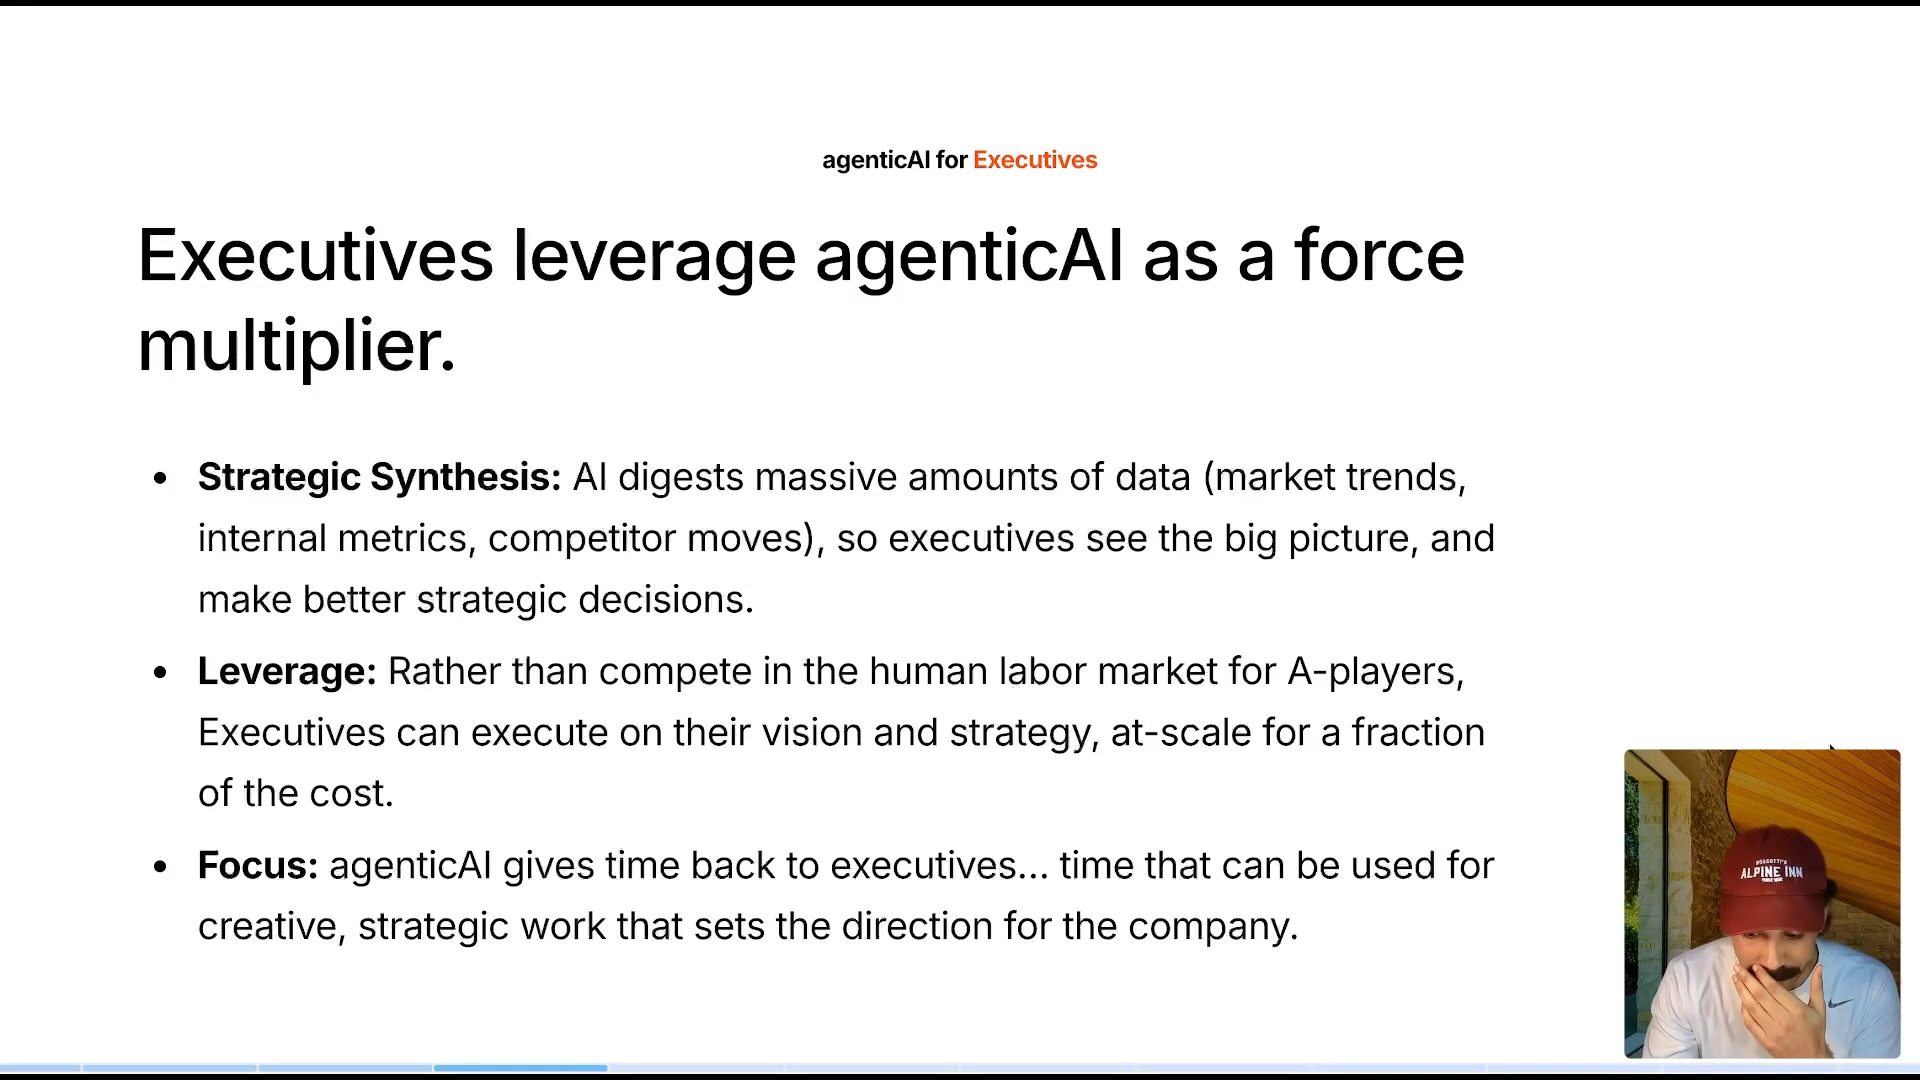 agenticAI for Executives
Executives leverage agenticAI as a force
multiplier.
• Strategic Synthesis: AI digests massive amounts of data (market trends,
internal metrics, competitor moves), so executives see the big picture, and
make better strategic decisions.
• Leverage: Rather than compete in the human labor market for A-players,
Executives can execute on their vision and strategy, at-scale for a fraction
of the cost.
• Focus: agenticAI gives time back to executives... time that can be used for
creative, strategic work that sets the direction for the company.
ALPINE INN